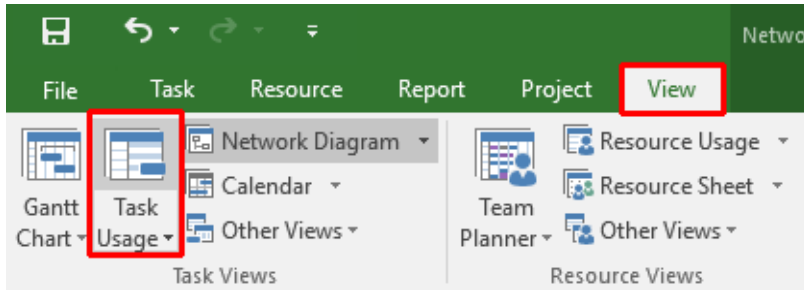 Netwo
File Task Resource Report Project View
Network Diagram
Resource Usage
Calendar
Resource Sheet
Gantt Chart
Task Usage
Other Views
Team Planner
Other Views
Task Views
Resource Views